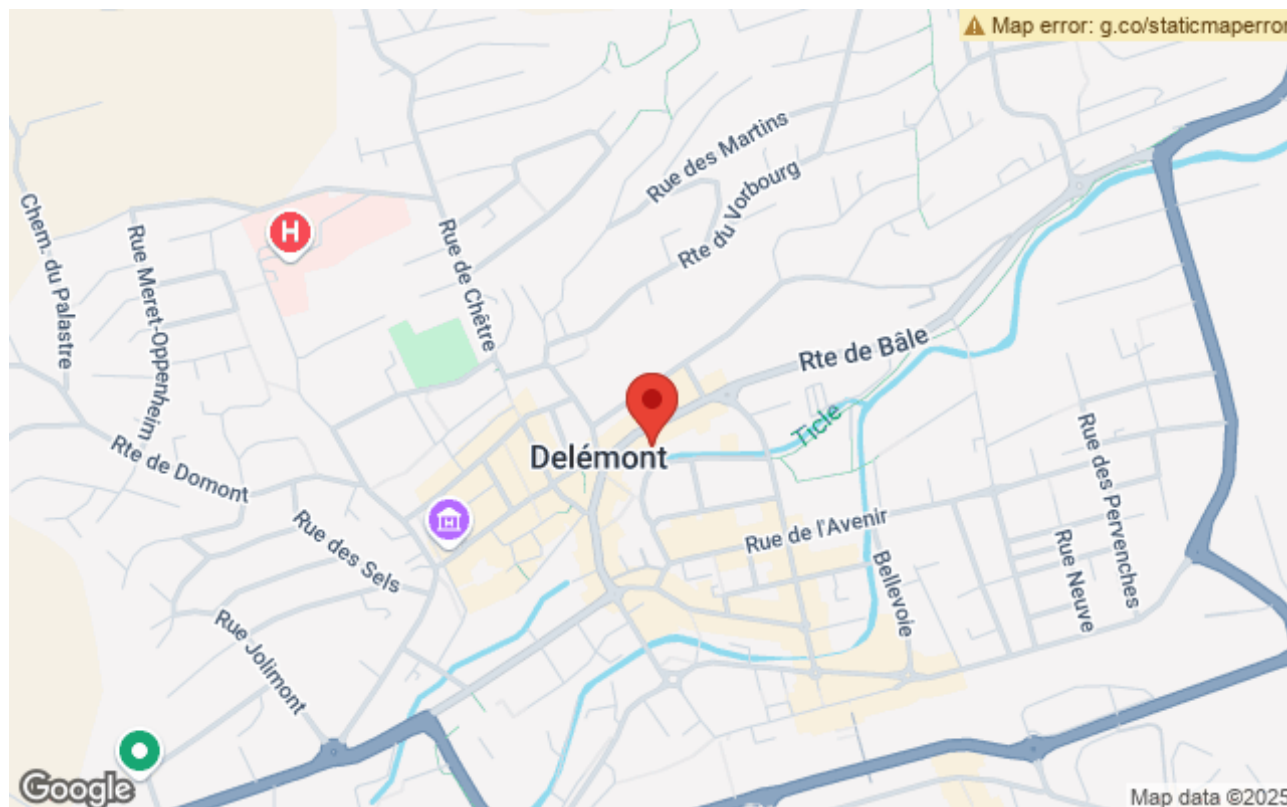 Map error: g.co/staticmaperror
Rue des Martins
Rte du Vorbourg
H
Chem. du Palastre
Rue Meret-Oppenheim
Rue de Chêtre
Rte de Bâle
Ticle
Delémont
Rte de Domont
Rue des Sels
Rue de l'Avenir
Rue des Pervenches
Rue Neuve
Bellevoie
Rue Jolimont
Google
Map data ©2025